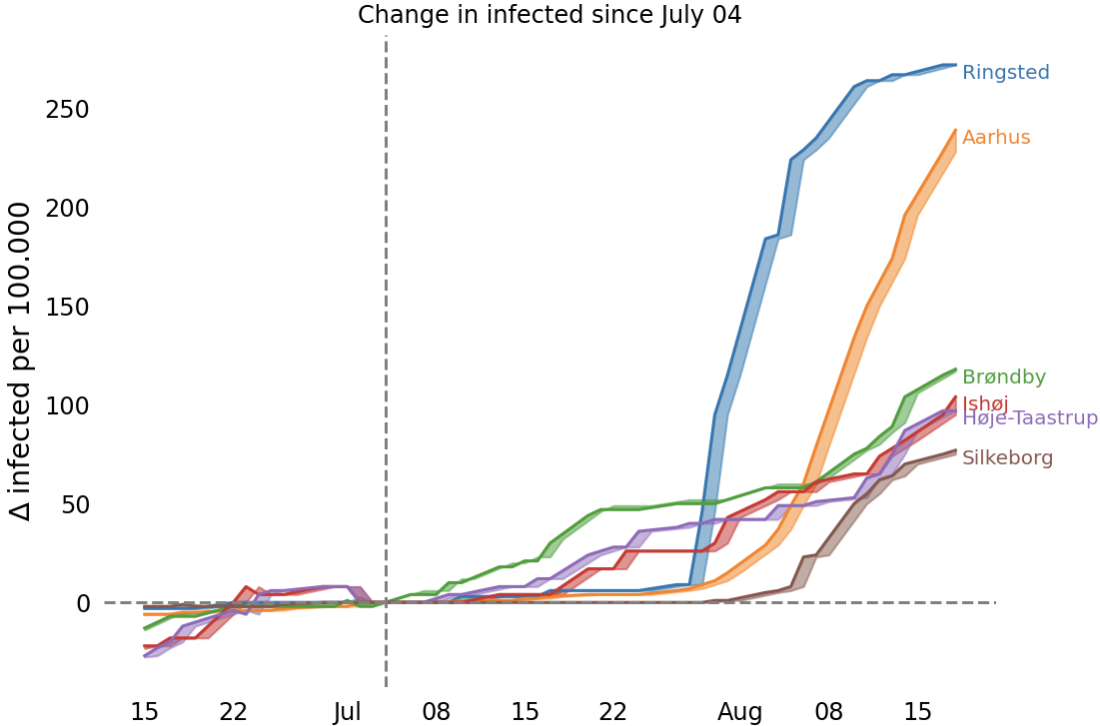 Change in infected since July 04
Δ infected per 100.000
250
200
150
100
50
0
Ringsted
Aarhus
Brøndby
Ishøj
Høje-Taastrup
Silkeborg
15 22 Jul 08 15 22 Aug 08 15